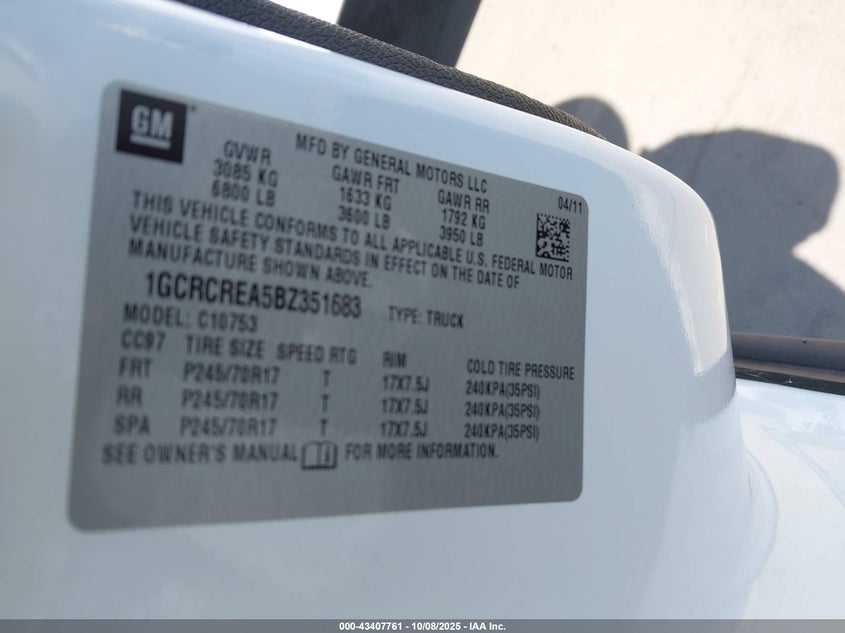 GM
MFD BY GENERAL MOTORS LLC
04/11
GVWR GAWR FRT GAWR RR
3085 KG 1633 KG 1792 KG
6800 LB 3600 LB 3950 LB
THIS VEHICLE CONFORMS TO ALL APPLICABLE U.S. FEDERAL MOTOR
VEHICLE SAFETY STANDARDS IN EFFECT ON THE DATE OF
MANUFACTURE SHOWN ABOVE.
1GCRCREA5BZ351683 TYPE: TRUCK
MODEL: C10753
CC97 TIRE SIZE SPEED RTG RIM COLD TIRE PRESSURE
FRT P245/70R17 T 17X7.5J 240KPA(35PSI)
RR P245/70R17 T 17X7.5J 240KPA(35PSI)
SPA P245/70R17 T 17X7.5J 240KPA(35PSI)
SEE OWNER'S MANUAL FOR MORE INFORMATION.
000-43407761 - 10/08/2025 - IAA Inc.